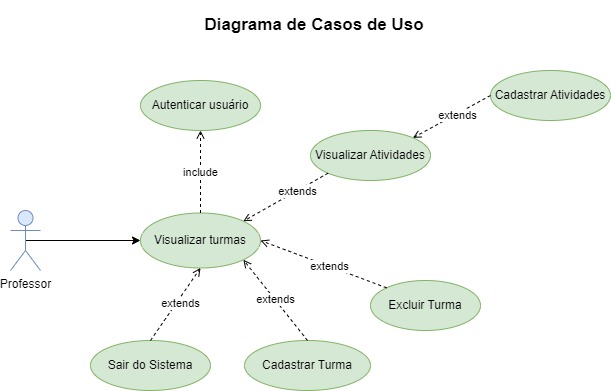 Diagrama de Casos de Uso
Cadastrar Atividades
Autenticar usuário
extends
Visualizar Atividades
include
extends
Visualizar turmas
Professor
extends
extends
extends
Excluir Turma
Sair do Sistema
Cadastrar Turma